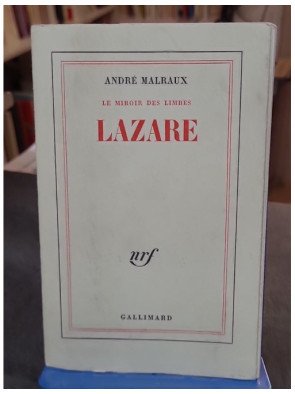 ANDRÉ MALRAUX
LE MIROIR DES LIMBES
LAZARE
nrf
GALLIMARD